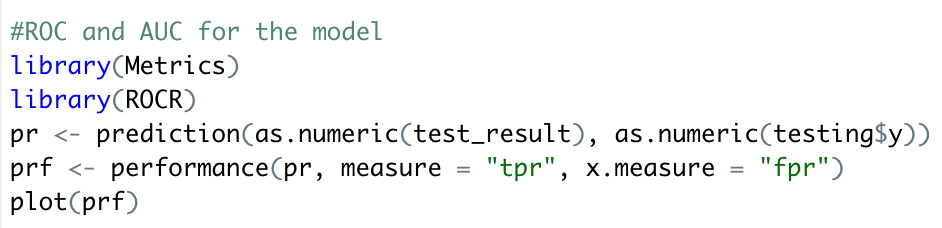 #ROC and AUC for the model
library(Metrics)
library(ROCR)
pr <- prediction(as.numeric(test_result), as.numeric(testing$y))
prf <- performance(pr, measure = "tpr", x.measure = "fpr")
plot(prf)